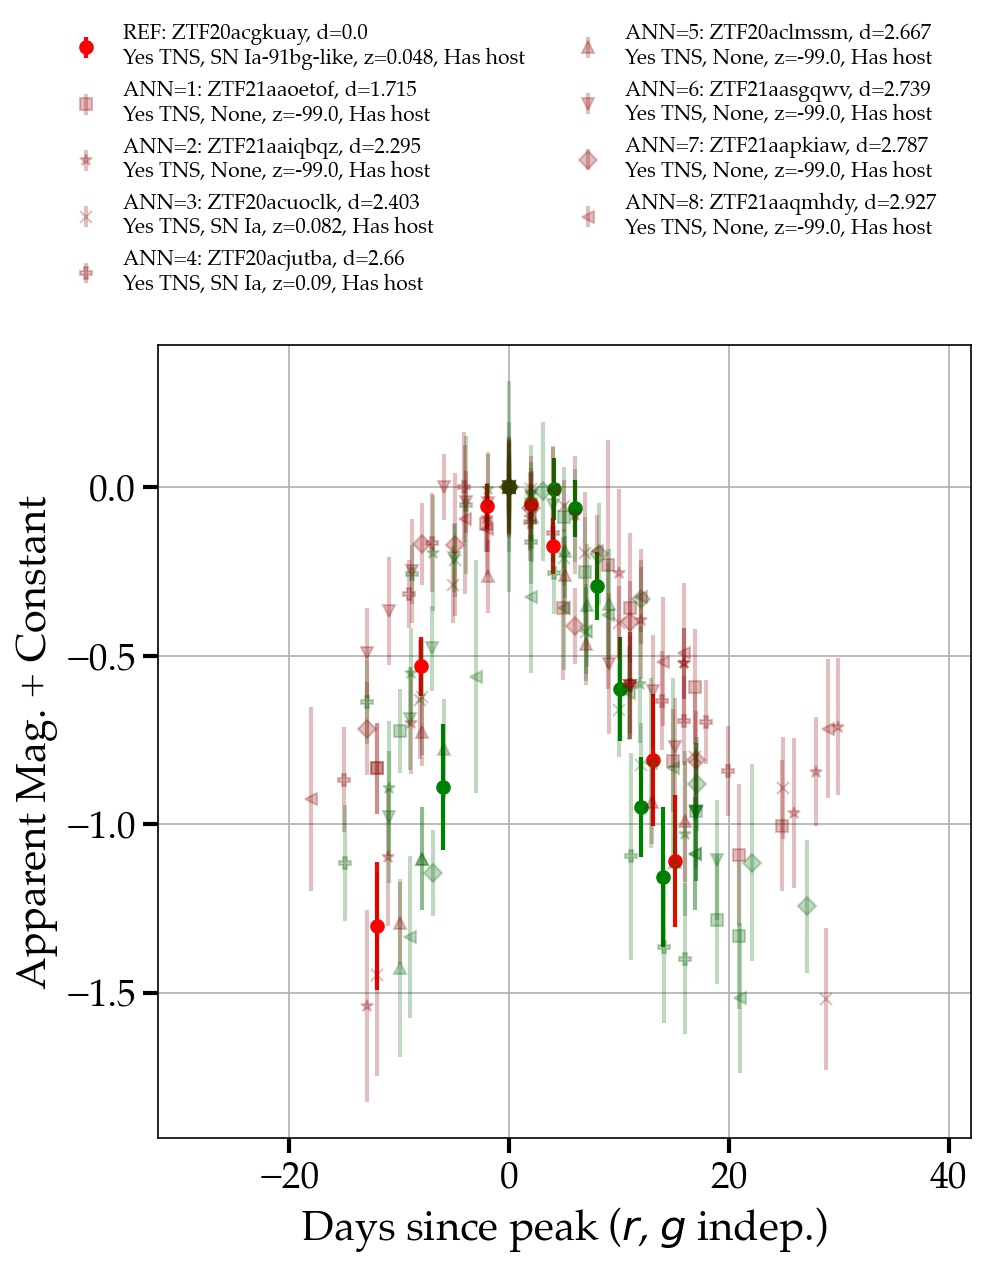 REF: ZTF20acgkuay, d=0.0
Yes TNS, SN Ia-91bg-like, z=0.048, Has host
ANN=1: ZTF21aaoetof, d=1.715
Yes TNS, None, z=-99.0, Has host
ANN=2: ZTF21aaiqbqz, d=2.295
Yes TNS, None, z=-99.0, Has host
ANN=3: ZTF20acuoclk, d=2.403
Yes TNS, SN Ia, z=0.082, Has host
ANN=4: ZTF20acjutba, d=2.66
Yes TNS, SN Ia, z=0.09, Has host
ANN=5: ZTF20aclmssm, d=2.667
Yes TNS, None, z=-99.0, Has host
ANN=6: ZTF21aasgqwv, d=2.739
Yes TNS, None, z=-99.0, Has host
ANN=7: ZTF21aapkiaw, d=2.787
Yes TNS, None, z=-99.0, Has host
ANN=8: ZTF21aaqmhdy, d=2.927
Yes TNS, None, z=-99.0, Has host
Apparent Mag. + Constant
0.0
−0.5
−1.0
−1.5
−20
0
20
40
Days since peak (r, g indep.)